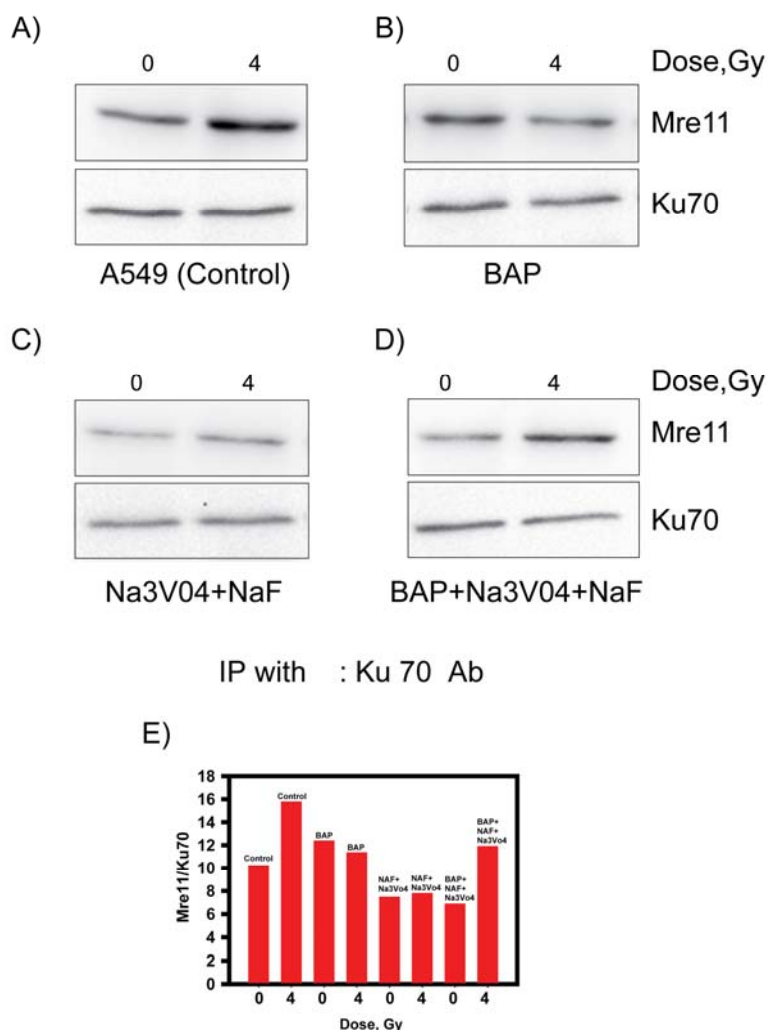 A)
B)
0 4
0 4
Dose,Gy
Mre11
Ku70
A549 (Control)
BAP
C)
D)
0 4
0 4
Dose,Gy
Mre11
Ku70
Na3V04+NaF
BAP+Na3V04+NaF
IP with : Ku 70 Ab
E)
Mre11/Ku70
18
16
14
12
10
8
6
4
2
0
Control
Control
BAP
BAP
NAF+
Na3Vo4
NAF+
Na3Vo4
BAP+
NAF+
Na3Vo4
BAP+
NAF+
Na3Vo4
0 4 0 4 0 4 0 4
Dose, Gy